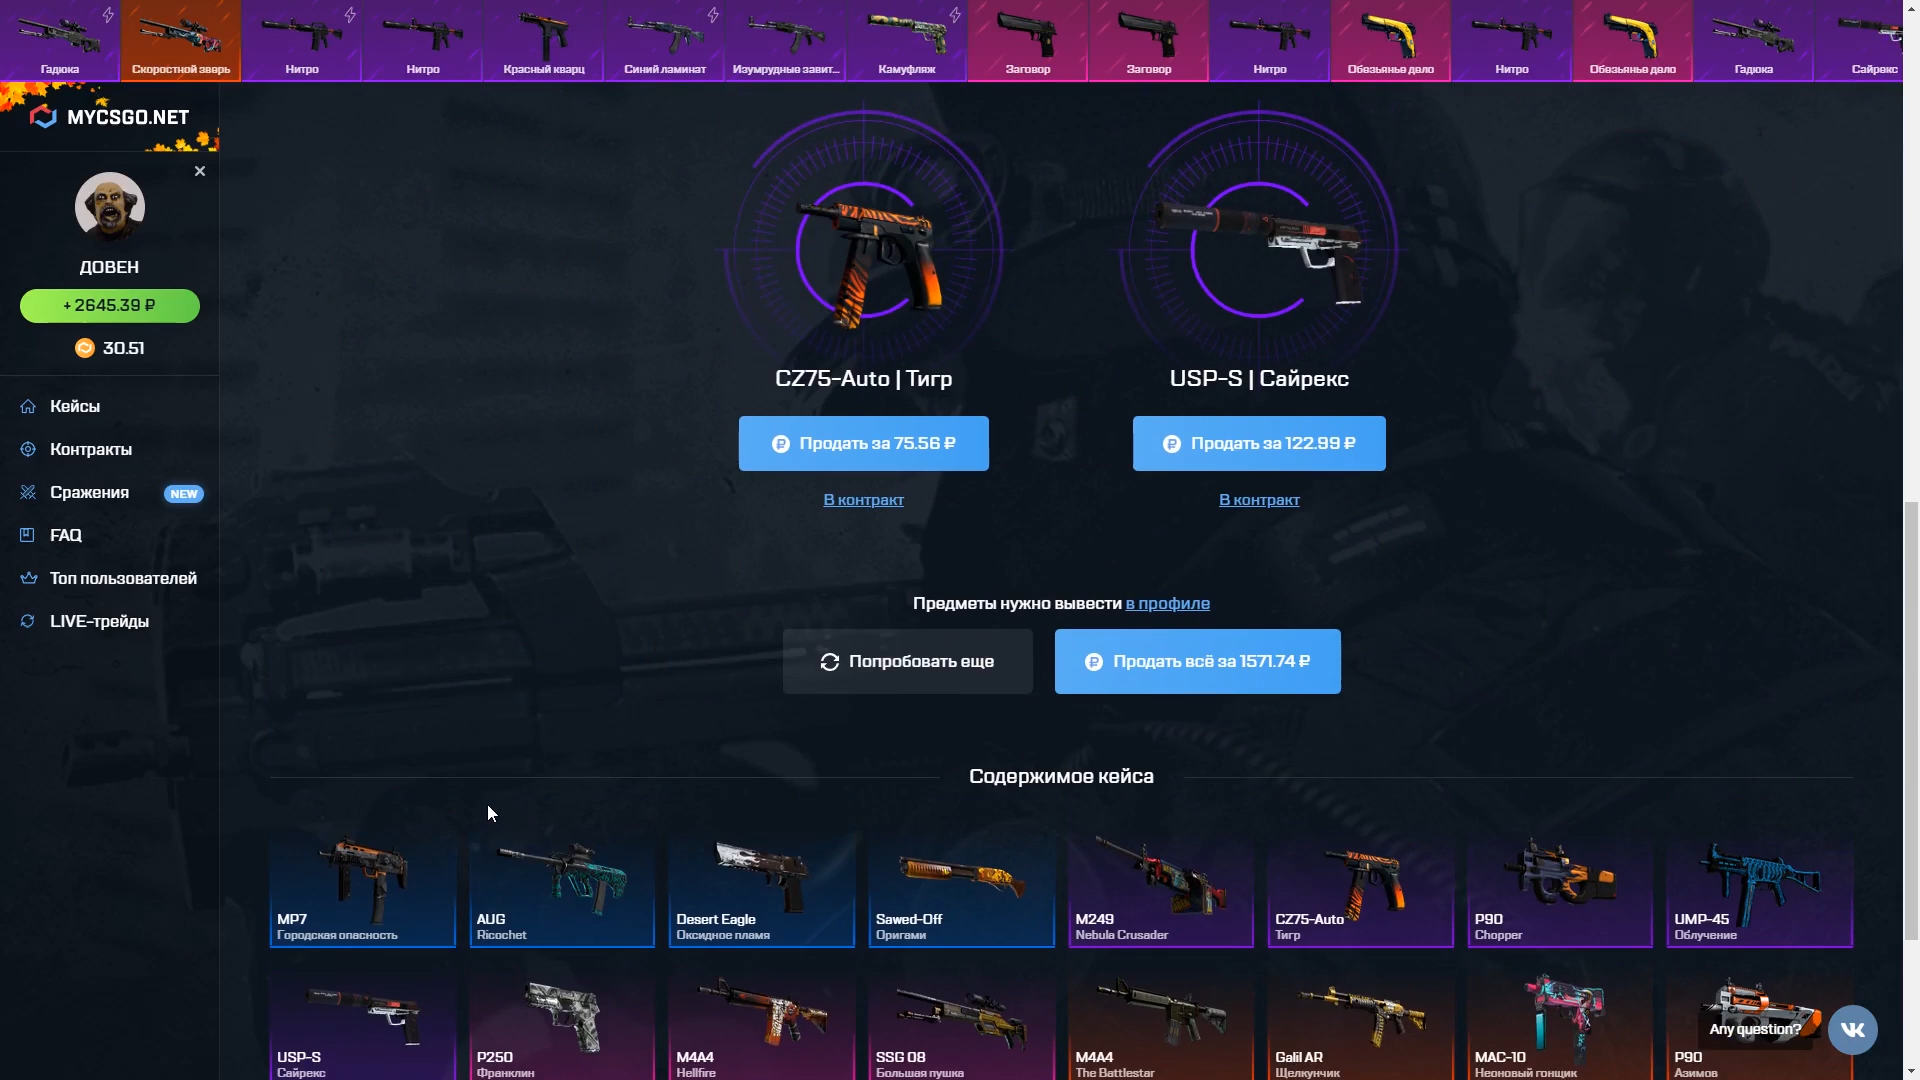 Гадюка
Скоростной зверь
Нитро
Нитро
Красный кварц
Синий ламинат
Изумрудные завит...
Камуфляж
Заговор
Заговор
Нитро
Обезьянье дело
Нитро
Обезьянье дело
Гадюка
Сайрекс
MYCSGO.NET
ДОВЕН
+ 2645.39 ₽
30.51
Кейсы
Контракты
Сражения NEW
FAQ
Топ пользователей
LIVE-трейды
CZ75-Auto | Тигр
USP-S | Сайрекс
Продать за 75.56 ₽
Продать за 122.99 ₽
В контракт
В контракт
Предметы нужно вывести в профиле
Попробовать еще
Продать всё за 1571.74 ₽
Содержимое кейса
MP7
Городская опасность
AUG
Ricochet
Desert Eagle
Оксидное пламя
Sawed-Off
Оригами
M249
Nebula Crusader
CZ75-Auto
Тигр
P90
Chopper
UMP-45
Облучение
USP-S
Сайрекс
P250
Франклин
M4A4
Hellfire
SSG 08
Большая пушка
M4A4
The Battlestar
Galil AR
Щелкунчик
MAC-10
Неоновый гонщик
P90
Азимов
Any question?